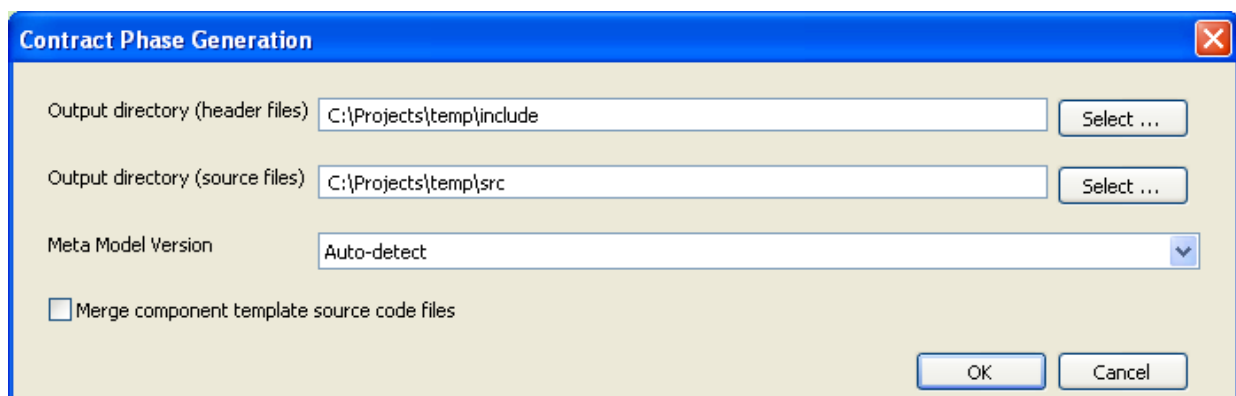 Contract Phase Generation
Output directory (header files) C:\Projects\temp\include Select ...
Output directory (source files) C:\Projects\temp\src Select ...
Meta Model Version Auto-detect
Merge component template source code files
OK Cancel